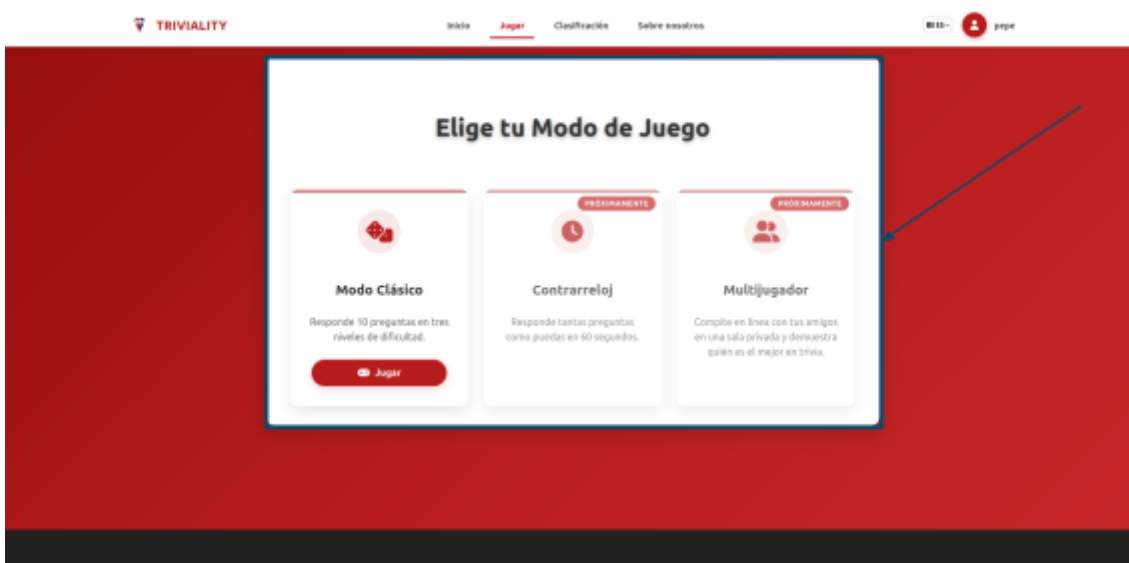 TRIVIALITY
Inicio Jugar Clasificación Sobre nosotros
pepe
Elige tu Modo de Juego
PRÓXIMAMENTE
PRÓXIMAMENTE
Modo Clásico
Responde 10 preguntas en tres
niveles de dificultad.
Jugar
Contrarreloj
Responde tantas preguntas
como puedas en 60 segundos.
Multijugador
Compite en línea con tus amigos
en una sala privada y demuestra
quién es el mejor en trivia.